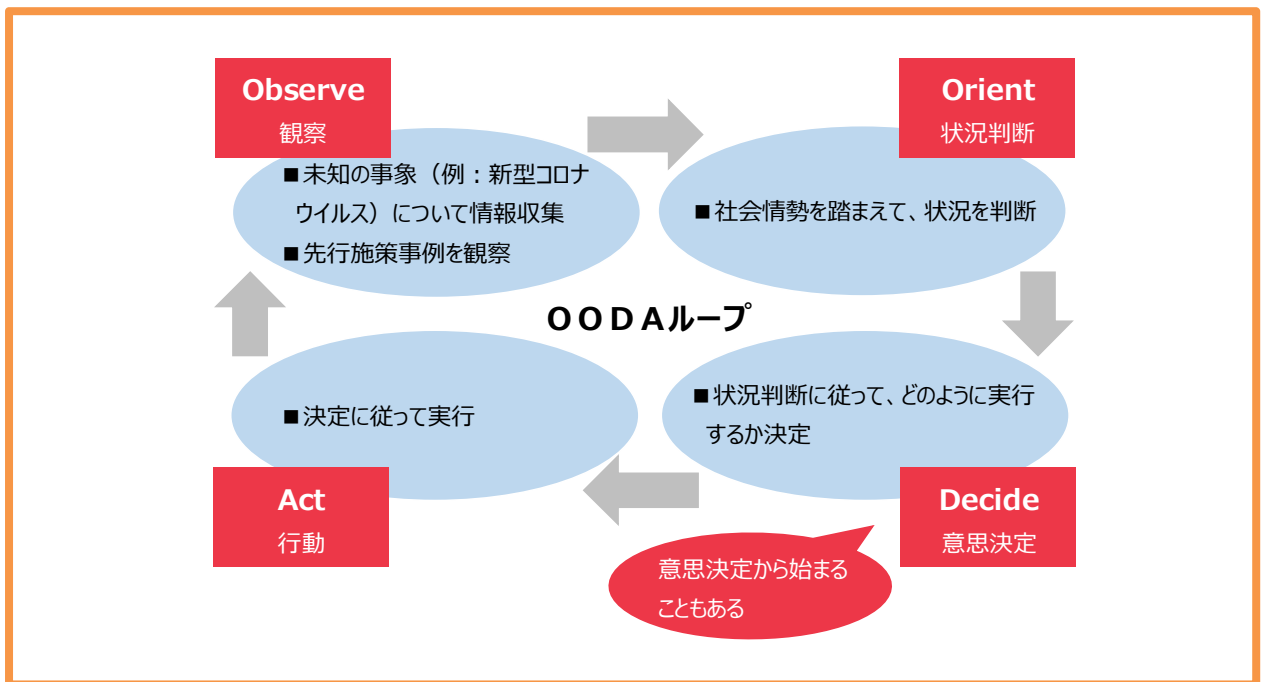 Observe
観察
■未知の事象（例：新型コロナ
ウイルス）について情報収集
■先行施策事例を観察
Orient
状況判断
■社会情勢を踏まえて、状況を判断
ＯＯＤＡループ
■決定に従って実行
Act
行動
■状況判断に従って、どのように実行
するか決定
Decide
意思決定
意思決定から始まる
こともある